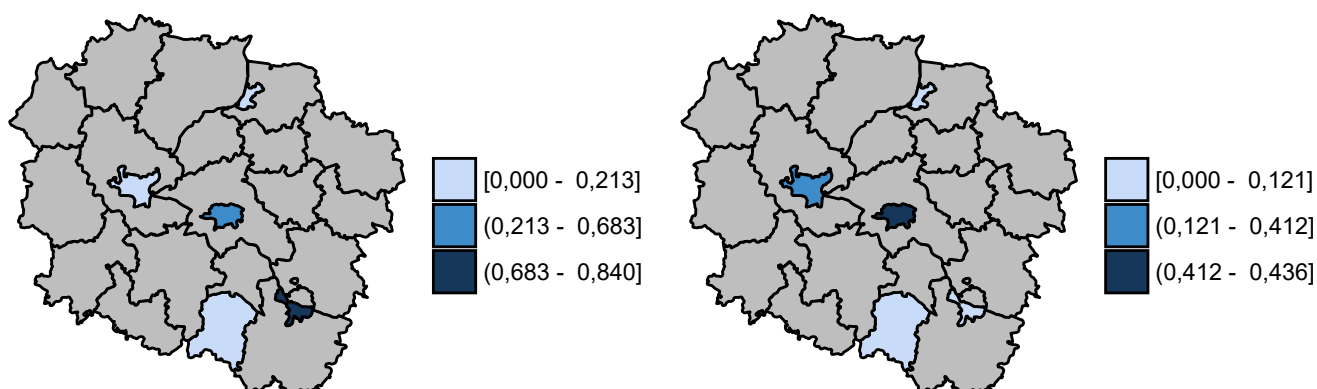 [0,000 - 0,213]
(0,213 - 0,683]
(0,683 - 0,840]
[0,000 - 0,121]
(0,121 - 0,412]
(0,412 - 0,436]